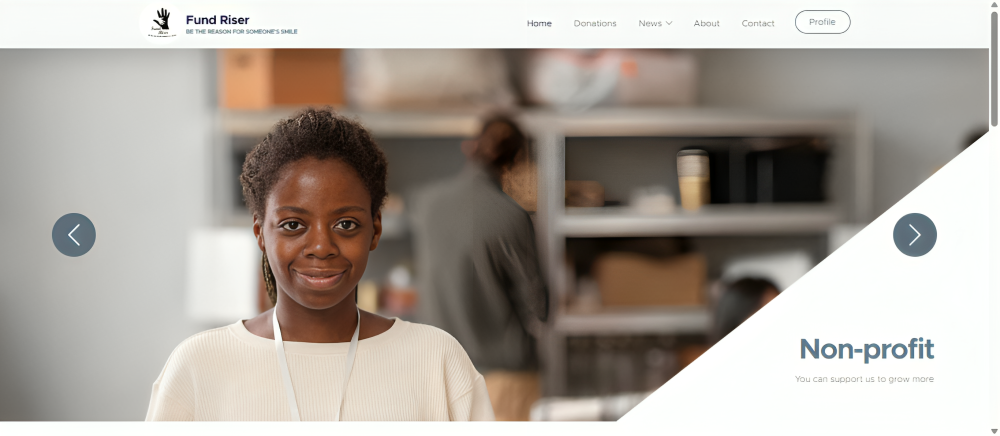 Fund Riser
BE THE REASON FOR SOMEONE'S SMILE
Home Donations News About Contact Profile
Non-profit
You can support us to grow more